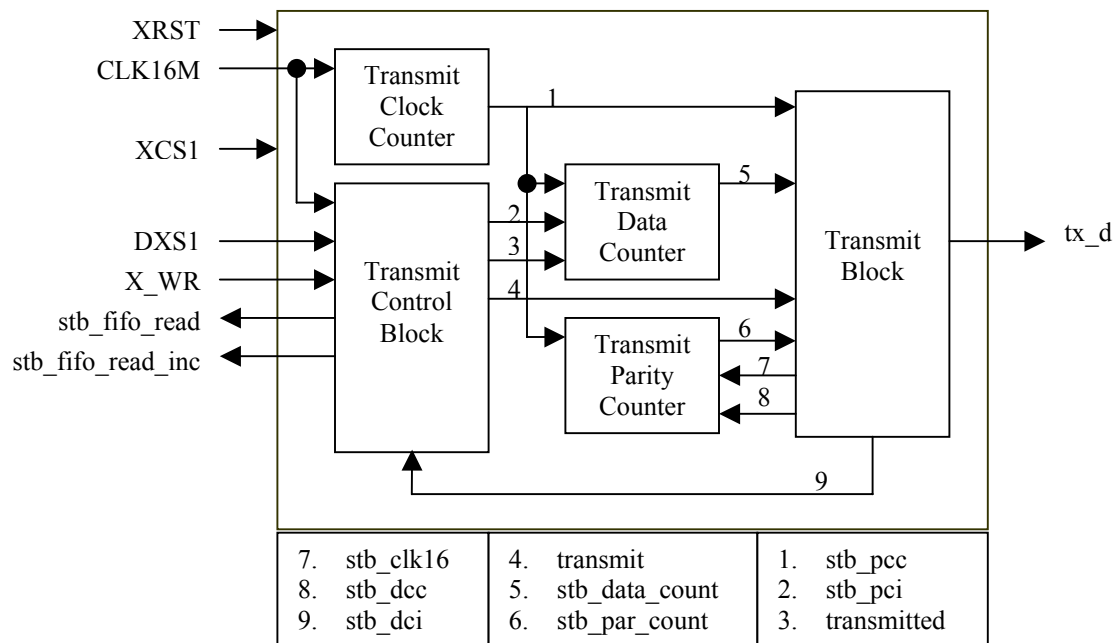 XRST
CLK16M
XCS1
DXS1
X_WR
stb_fifo_read
stb_fifo_read_inc
Transmit
Clock
Counter
Transmit
Control
Block
1
2
3
4
Transmit
Data
Counter
5
Transmit
Parity
Counter
6
7
8
Transmit
Block
9
tx_d
7. stb_clk16
8. stb_dcc
9. stb_dci
4. transmit
5. stb_data_count
6. stb_par_count
1. stb_pcc
2. stb_pci
3. transmitted